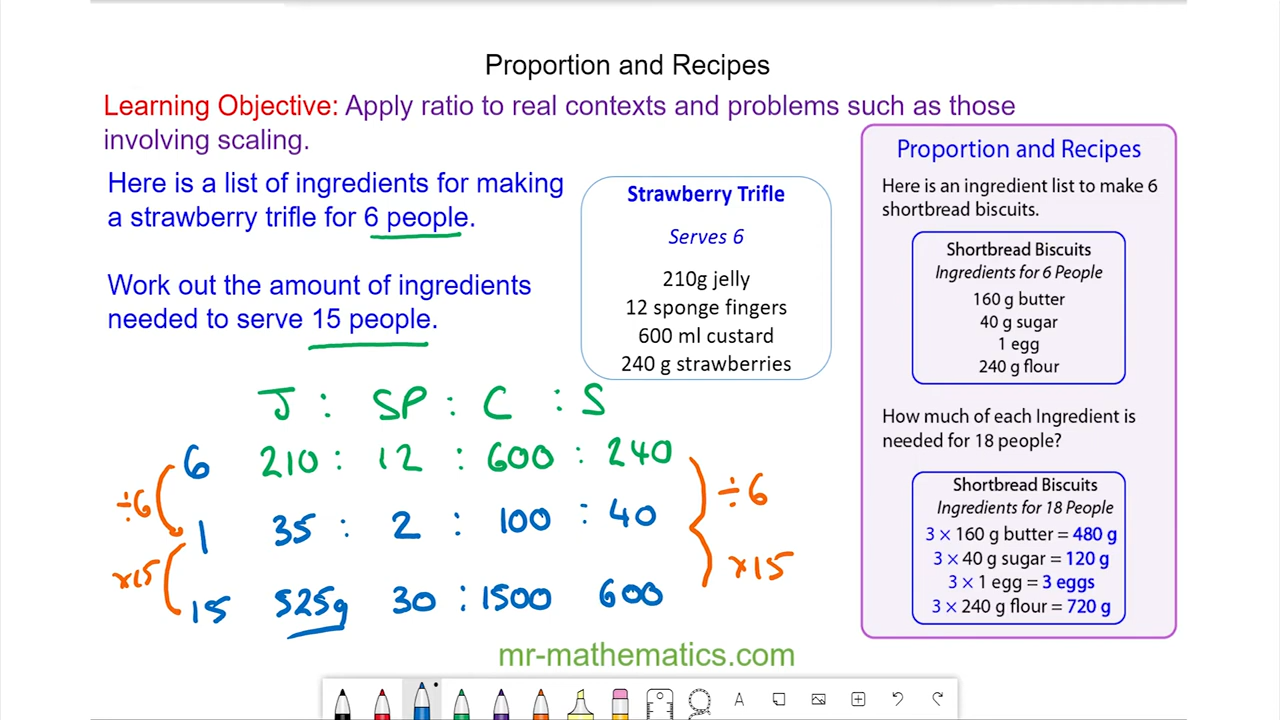 Proportion and Recipes
Learning Objective: Apply ratio to real contexts and problems such as those
involving scaling.
Here is a list of ingredients for making
a strawberry trifle for 6 people.
Work out the amount of ingredients
needed to serve 15 people.
Strawberry Trifle
Serves 6
210g jelly
12 sponge fingers
600 ml custard
240 g strawberries
J : SP : C : S
6 210 : 12 : 600 : 240
÷6 ÷6
1 35 : 2 : 100 : 40
×15 ×15
15 525g 30 : 1500 600
Proportion and Recipes
Here is an ingredient list to make 6
shortbread biscuits.
Shortbread Biscuits
Ingredients for 6 People
160 g butter
40 g sugar
1 egg
240 g flour
How much of each Ingredient is
needed for 18 people?
Shortbread Biscuits
Ingredients for 18 People
3 × 160 g butter = 480 g
3 × 40 g sugar = 120 g
3 × 1 egg = 3 eggs
3 × 240 g flour = 720 g
mr-mathematics.com
A